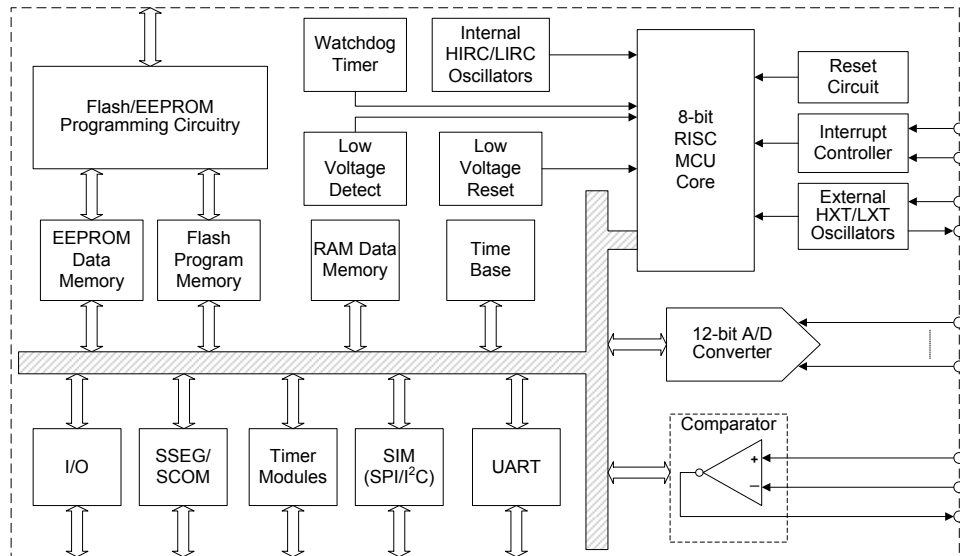 Watchdog
Timer
Internal
HIRC/LIRC
Oscillators
Flash/EEPROM
Programming Circuitry
Low
Voltage
Detect
Low
Voltage
Reset
8-bit
RISC
MCU
Core
Reset
Circuit
Interrupt
Controller
External
HXT/LXT
Oscillators
EEPROM
Data
Memory
Flash
Program
Memory
RAM Data
Memory
Time
Base
12-bit A/D
Converter
I/O
SSEG/
SCOM
Timer
Modules
SIM
(SPI/I²C)
UART
Comparator
+
−